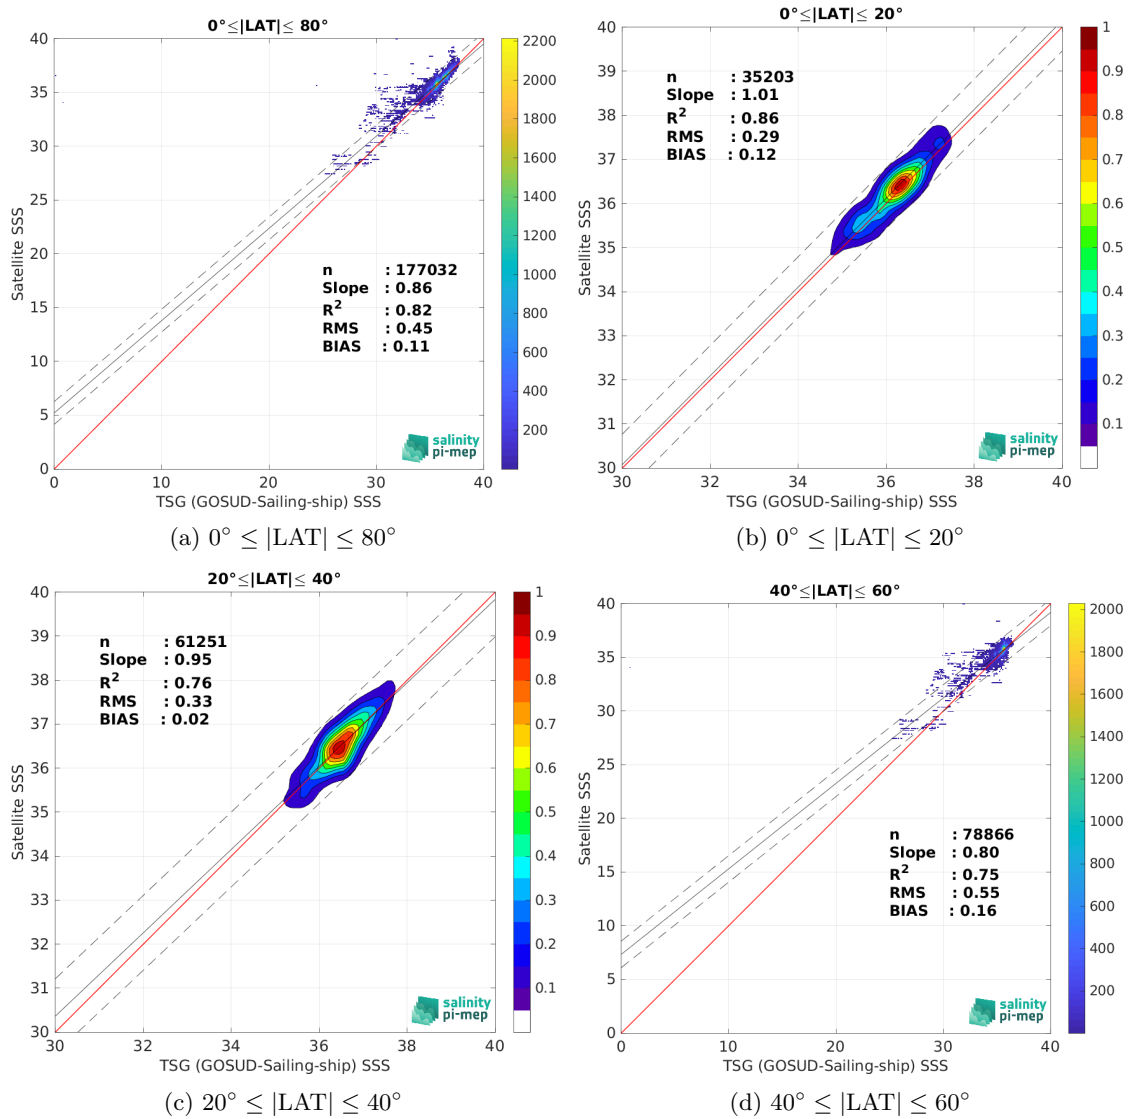 0°≤|LAT|≤ 80°
40
35
30
25
20
15
10
5
0
Satellite SSS
n : 177032
Slope : 0.86
R² : 0.82
RMS : 0.45
BIAS : 0.11
salinity
pi-mep
0 10 20 30 40
TSG (GOSUD-Sailing-ship) SSS
2200
2000
1800
1600
1400
1200
1000
800
600
400
200
(a) 0° ≤ |LAT| ≤ 80°
0°≤|LAT|≤ 20°
40
39
38
37
36
35
34
33
32
31
30
Satellite SSS
n : 35203
Slope : 1.01
R² : 0.86
RMS : 0.29
BIAS : 0.12
salinity
pi-mep
30 32 34 36 38 40
TSG (GOSUD-Sailing-ship) SSS
1
0.9
0.8
0.7
0.6
0.5
0.4
0.3
0.2
0.1
(b) 0° ≤ |LAT| ≤ 20°
20°≤|LAT|≤ 40°
40
39
38
37
36
35
34
33
32
31
30
Satellite SSS
n : 61251
Slope : 0.95
R² : 0.76
RMS : 0.33
BIAS : 0.02
salinity
pi-mep
30 32 34 36 38 40
TSG (GOSUD-Sailing-ship) SSS
1
0.9
0.8
0.7
0.6
0.5
0.4
0.3
0.2
0.1
(c) 20° ≤ |LAT| ≤ 40°
40°≤|LAT|≤ 60°
40
35
30
25
20
15
10
5
0
Satellite SSS
n : 78866
Slope : 0.80
R² : 0.75
RMS : 0.55
BIAS : 0.16
salinity
pi-mep
0 10 20 30 40
TSG (GOSUD-Sailing-ship) SSS
2000
1800
1600
1400
1200
1000
800
600
400
200
(d) 40° ≤ |LAT| ≤ 60°